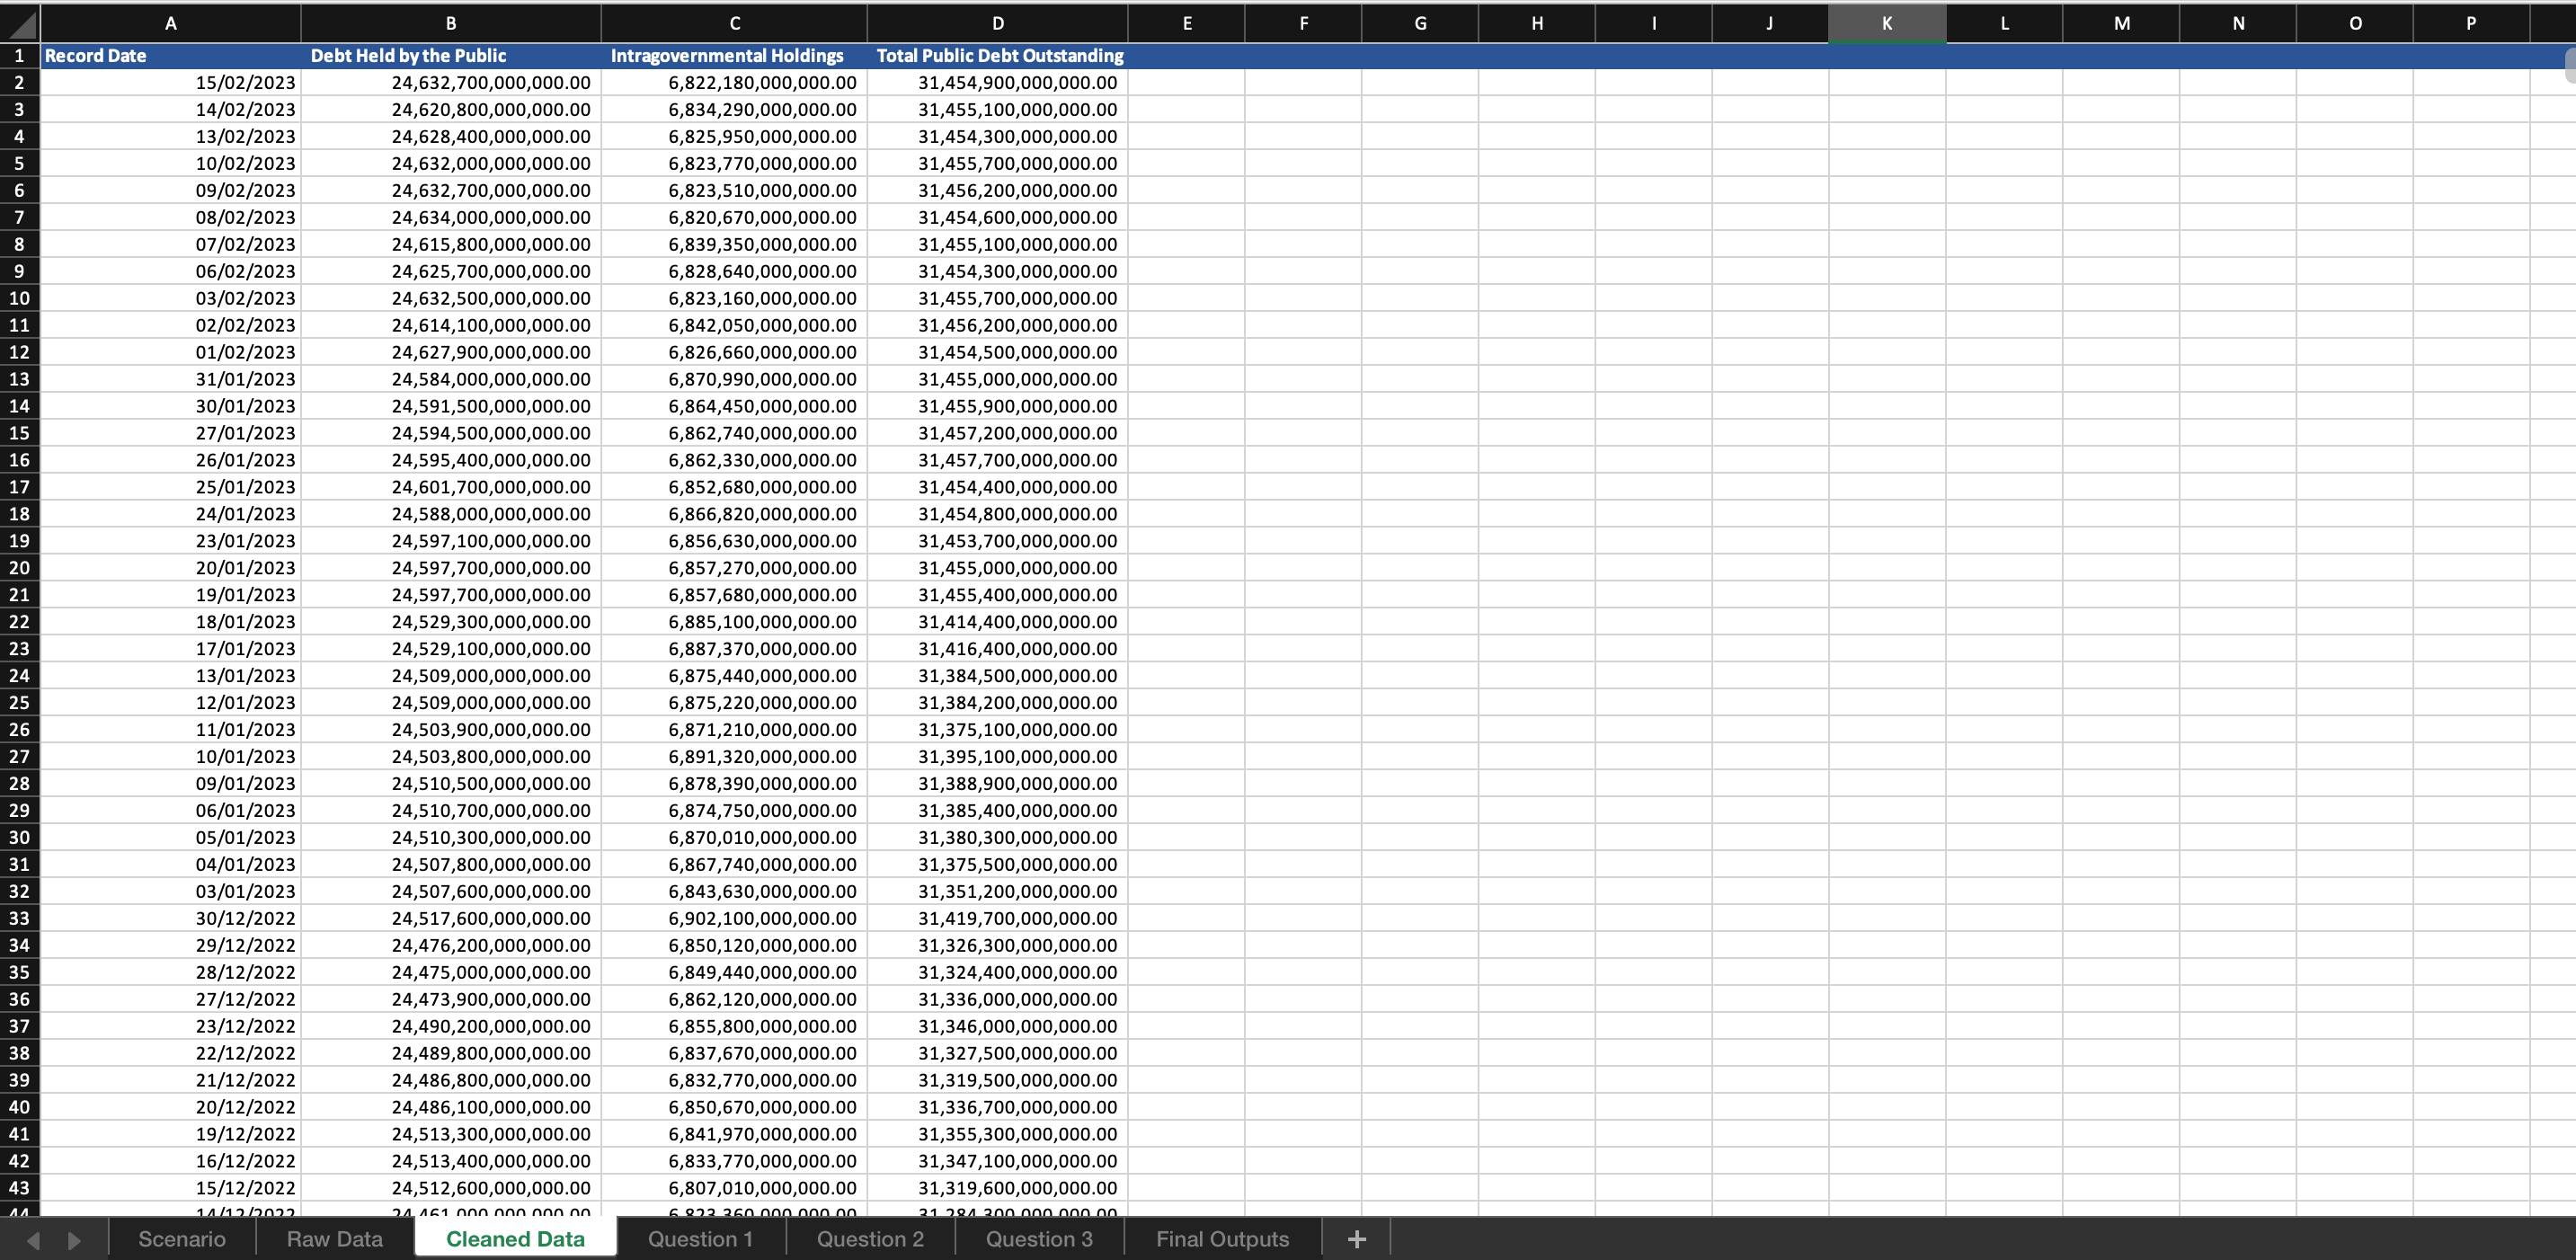 A B C D E F G H I J K L M N O P
1 Record Date Debt Held by the Public Intragovernmental Holdings Total Public Debt Outstanding
2 15/02/2023 24,632,700,000,000.00 6,822,180,000,000.00 31,454,900,000,000.00
3 14/02/2023 24,620,800,000,000.00 6,834,290,000,000.00 31,455,100,000,000.00
4 13/02/2023 24,628,400,000,000.00 6,825,950,000,000.00 31,454,300,000,000.00
5 10/02/2023 24,632,000,000,000.00 6,823,770,000,000.00 31,455,700,000,000.00
6 09/02/2023 24,632,700,000,000.00 6,823,510,000,000.00 31,456,200,000,000.00
7 08/02/2023 24,634,000,000,000.00 6,820,670,000,000.00 31,454,600,000,000.00
8 07/02/2023 24,615,800,000,000.00 6,839,350,000,000.00 31,455,100,000,000.00
9 06/02/2023 24,625,700,000,000.00 6,828,640,000,000.00 31,454,300,000,000.00
10 03/02/2023 24,632,500,000,000.00 6,823,160,000,000.00 31,455,700,000,000.00
11 02/02/2023 24,614,100,000,000.00 6,842,050,000,000.00 31,456,200,000,000.00
12 01/02/2023 24,627,900,000,000.00 6,826,660,000,000.00 31,454,500,000,000.00
13 31/01/2023 24,584,000,000,000.00 6,870,990,000,000.00 31,455,000,000,000.00
14 30/01/2023 24,591,500,000,000.00 6,864,450,000,000.00 31,455,900,000,000.00
15 27/01/2023 24,594,500,000,000.00 6,862,740,000,000.00 31,457,200,000,000.00
16 26/01/2023 24,595,400,000,000.00 6,862,330,000,000.00 31,457,700,000,000.00
17 25/01/2023 24,601,700,000,000.00 6,852,680,000,000.00 31,454,400,000,000.00
18 24/01/2023 24,588,000,000,000.00 6,866,820,000,000.00 31,454,800,000,000.00
19 23/01/2023 24,597,100,000,000.00 6,856,630,000,000.00 31,453,700,000,000.00
20 20/01/2023 24,597,700,000,000.00 6,857,270,000,000.00 31,455,000,000,000.00
21 19/01/2023 24,597,700,000,000.00 6,857,680,000,000.00 31,455,400,000,000.00
22 18/01/2023 24,529,300,000,000.00 6,885,100,000,000.00 31,414,400,000,000.00
23 17/01/2023 24,529,100,000,000.00 6,887,370,000,000.00 31,416,400,000,000.00
24 13/01/2023 24,509,000,000,000.00 6,875,440,000,000.00 31,384,500,000,000.00
25 12/01/2023 24,509,000,000,000.00 6,875,220,000,000.00 31,384,200,000,000.00
26 11/01/2023 24,503,900,000,000.00 6,871,210,000,000.00 31,375,100,000,000.00
27 10/01/2023 24,503,800,000,000.00 6,891,320,000,000.00 31,395,100,000,000.00
28 09/01/2023 24,510,500,000,000.00 6,878,390,000,000.00 31,388,900,000,000.00
29 06/01/2023 24,510,700,000,000.00 6,874,750,000,000.00 31,385,400,000,000.00
30 05/01/2023 24,510,300,000,000.00 6,870,010,000,000.00 31,380,300,000,000.00
31 04/01/2023 24,507,800,000,000.00 6,867,740,000,000.00 31,375,500,000,000.00
32 03/01/2023 24,507,600,000,000.00 6,843,630,000,000.00 31,351,200,000,000.00
33 30/12/2022 24,517,600,000,000.00 6,902,100,000,000.00 31,419,700,000,000.00
34 29/12/2022 24,476,200,000,000.00 6,850,120,000,000.00 31,326,300,000,000.00
35 28/12/2022 24,475,000,000,000.00 6,849,440,000,000.00 31,324,400,000,000.00
36 27/12/2022 24,473,900,000,000.00 6,862,120,000,000.00 31,336,000,000,000.00
37 23/12/2022 24,490,200,000,000.00 6,855,800,000,000.00 31,346,000,000,000.00
38 22/12/2022 24,489,800,000,000.00 6,837,670,000,000.00 31,327,500,000,000.00
39 21/12/2022 24,486,800,000,000.00 6,832,770,000,000.00 31,319,500,000,000.00
40 20/12/2022 24,486,100,000,000.00 6,850,670,000,000.00 31,336,700,000,000.00
41 19/12/2022 24,513,300,000,000.00 6,841,970,000,000.00 31,355,300,000,000.00
42 16/12/2022 24,513,400,000,000.00 6,833,770,000,000.00 31,347,100,000,000.00
43 15/12/2022 24,512,600,000,000.00 6,807,010,000,000.00 31,319,600,000,000.00
44 14/12/2022 24,461,000,000,000.00 6,823,360,000,000.00 31,284,300,000,000.00
Scenario Raw Data Cleaned Data Question 1 Question 2 Question 3 Final Outputs +